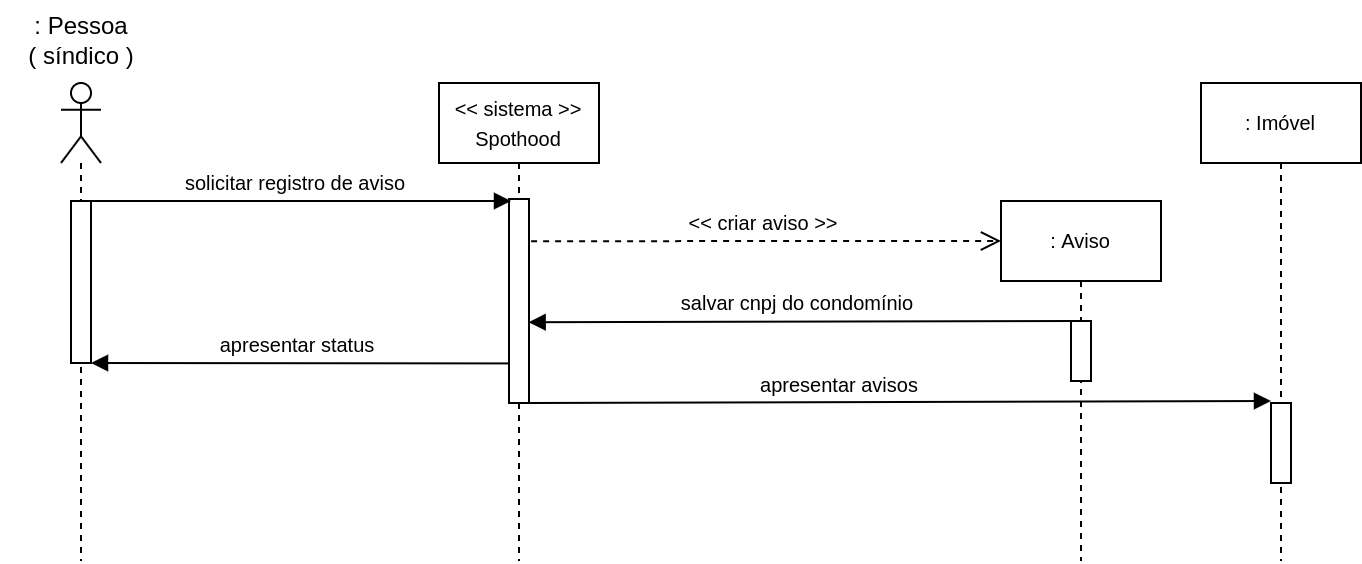 : Pessoa
( síndico )
<< sistema >>
Spothood
: Imóvel
solicitar registro de aviso
<< criar aviso >>
: Aviso
salvar cnpj do condomínio
apresentar status
apresentar avisos